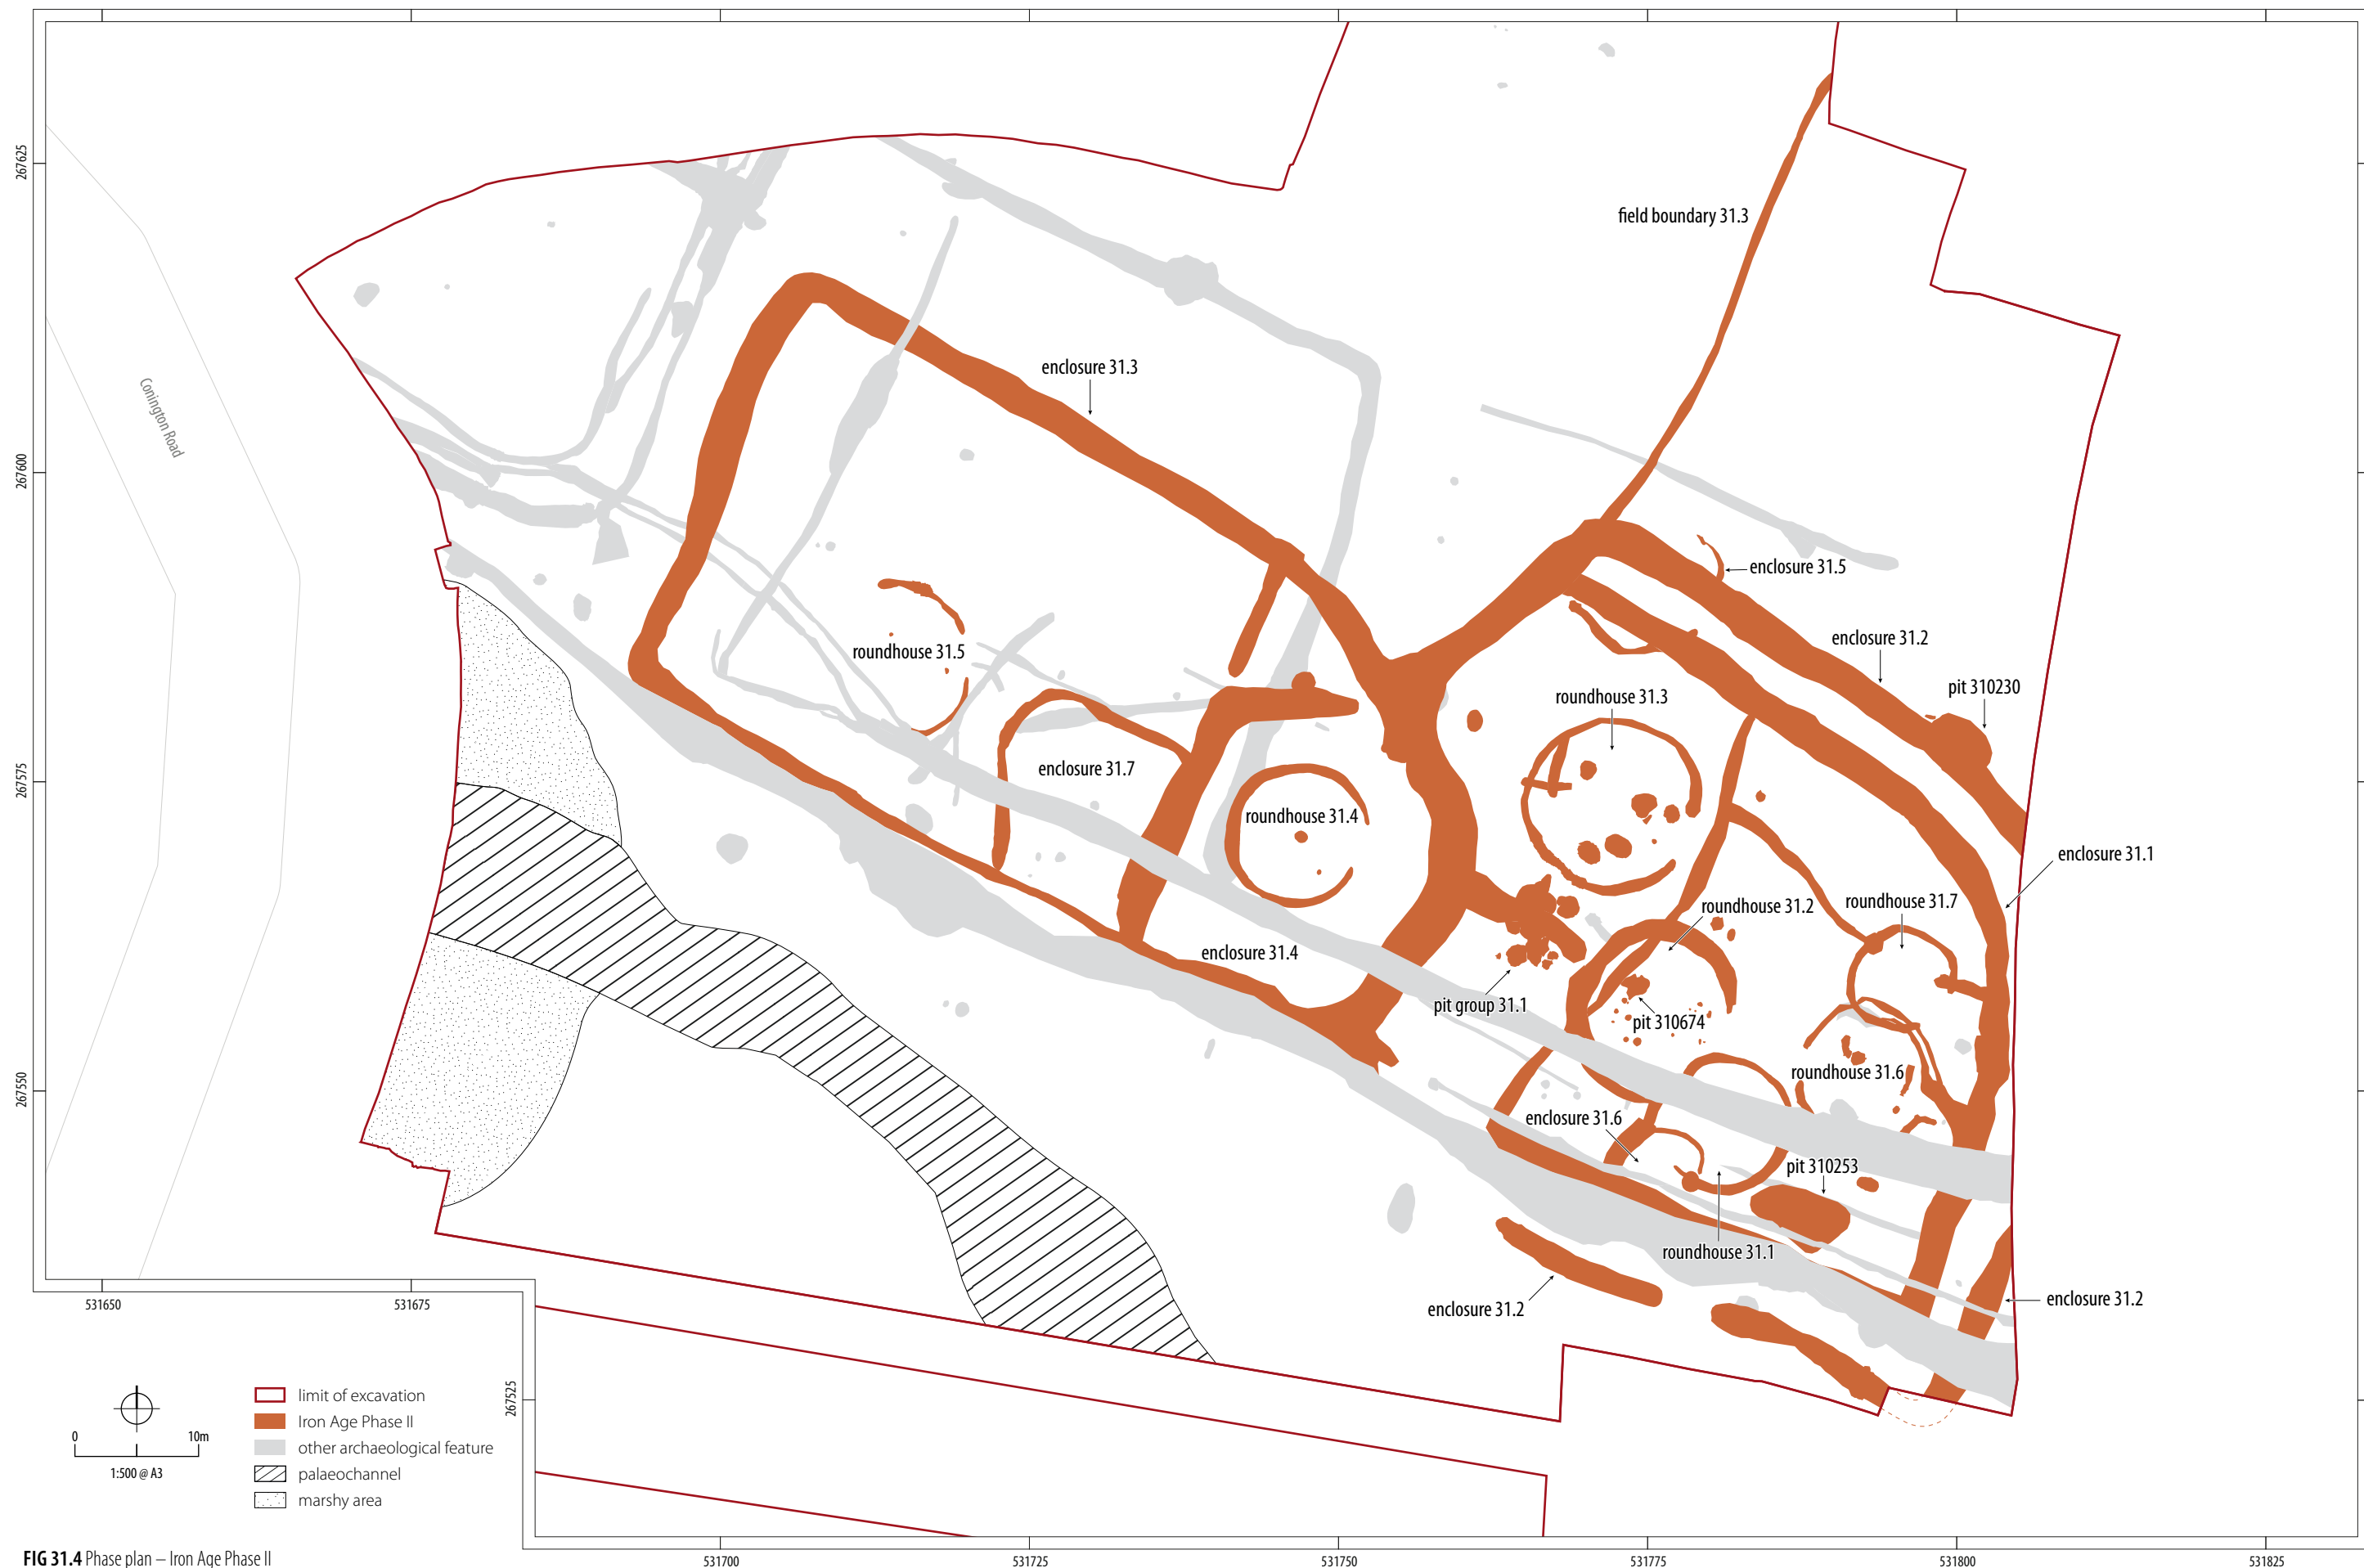 field boundary 31.3
enclosure 31.3
Conington Road
enclosure 31.5
enclosure 31.2
roundhouse 31.5
pit 310230
roundhouse 31.3
enclosure 31.7
roundhouse 31.4
enclosure 31.1
roundhouse 31.7
roundhouse 31.2
enclosure 31.4
pit group 31.1
pit 310674
roundhouse 31.6
enclosure 31.6
pit 310253
roundhouse 31.1
enclosure 31.2
enclosure 31.2
267625
267600
267575
267550
267525
531650
531675
531700
531725
531750
531775
531800
531825
0 10m
1:500 @ A3
limit of excavation
Iron Age Phase II
other archaeological feature
palaeochannel
marshy area
FIG 31.4 Phase plan – Iron Age Phase II